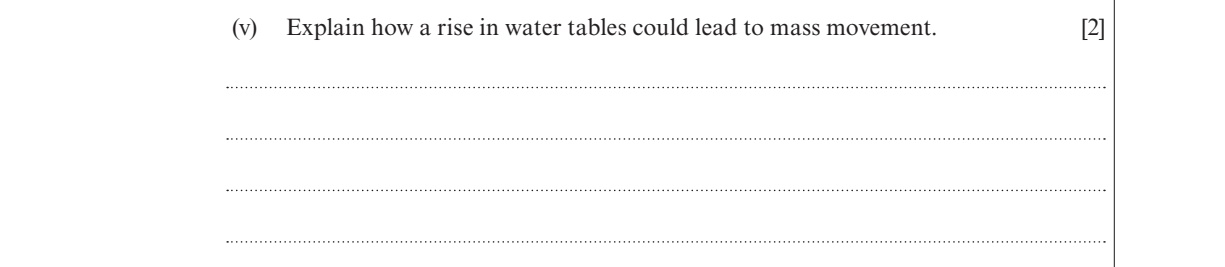 (v) Explain how a rise in water tables could lead to mass movement. [2]